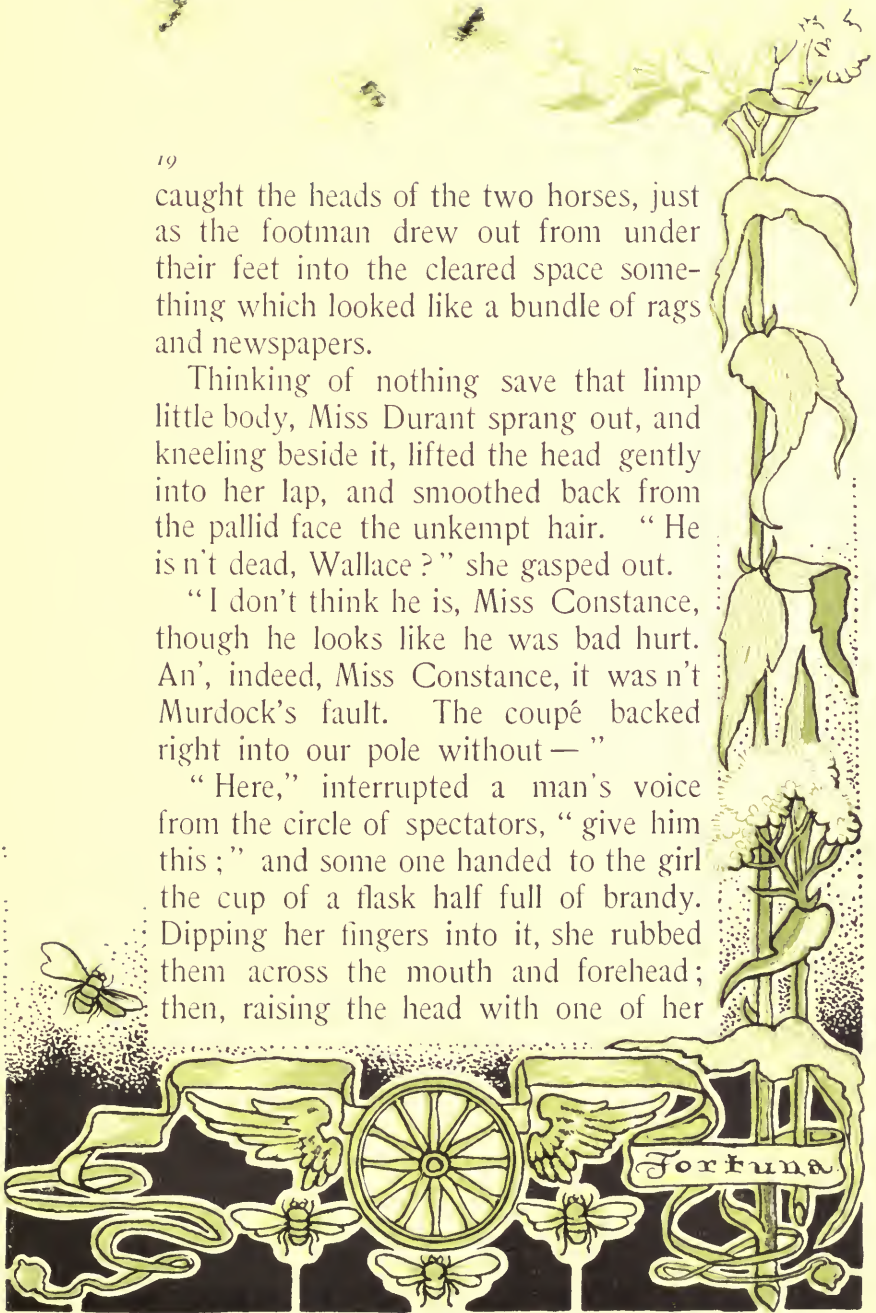 19
caught the heads of the two horses, just
as the footman drew out from under
their feet into the cleared space some-
thing which looked like a bundle of rags
and newspapers.
Thinking of nothing save that limp
little body, Miss Durant sprang out, and
kneeling beside it, lifted the head gently
into her lap, and smoothed back from
the pallid face the unkempt hair. “ He
is n't dead, Wallace ? ” she gasped out.
“ I don't think he is, Miss Constance,
though he looks like he was bad hurt.
An', indeed, Miss Constance, it was n't
Murdock's fault. The coupé backed
right into our pole without — ”
“ Here,” interrupted a man's voice
from the circle of spectators, “ give him
this ; ” and some one handed to the girl
the cup of a flask half full of brandy.
Dipping her fingers into it, she rubbed
them across the mouth and forehead ;
then, raising the head with one of her
Fortuna